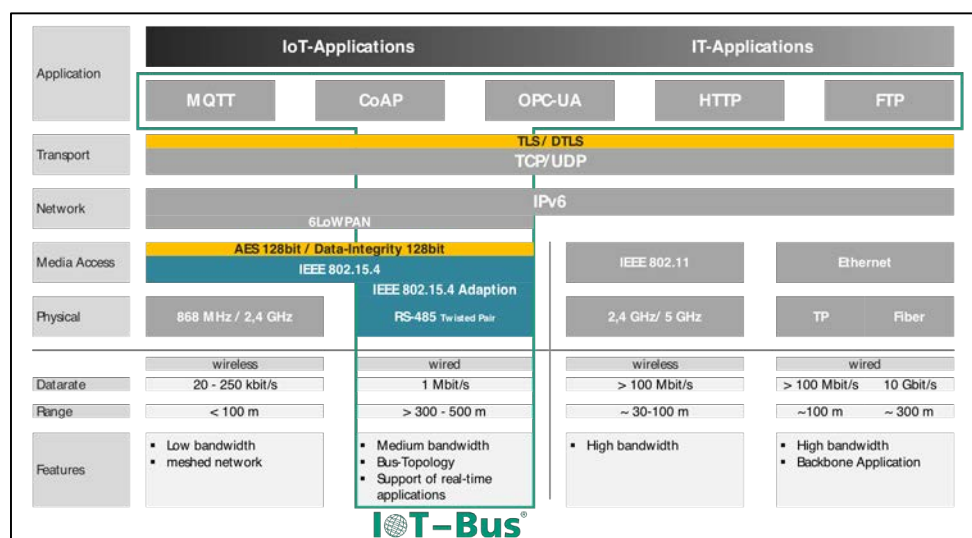 IoT-Applications IT-Applications
Application
MQTT CoAP OPC-UA HTTP FTP
TLS/ DTLS
Transport
TCP/UDP
Network
IPv6
6LoWPAN
AES 128bit / Data-Integrity 128bit
Media Access IEEE 802.11 Ethernet
IEEE 802.15.4
IEEE 802.15.4 Adaption
Physical 868 MHz / 2,4 GHz RS-485 Twisted Pair 2,4 GHz/ 5 GHz TP Fiber
wireless wired wireless wired
Datarate 20 - 250 kbit/s 1 Mbit/s > 100 Mbit/s > 100 Mbit/s 10 Gbit/s
Range < 100 m > 300 - 500 m ~ 30-100 m ~100 m ~ 300 m
Features
▪ Low bandwidth
▪ meshed network
▪ Medium bandwidth
▪ Bus-Topology
▪ Support of real-time
applications
▪ High bandwidth
▪ High bandwidth
▪ Backbone Application
IOT-Bus®